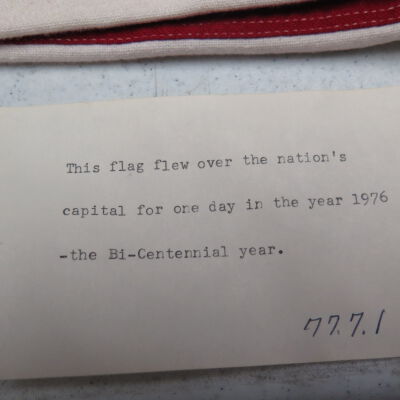 This flag flew over the nation's
capital for one day in the year 1976
-the Bi-Centennial year.
77.7.1